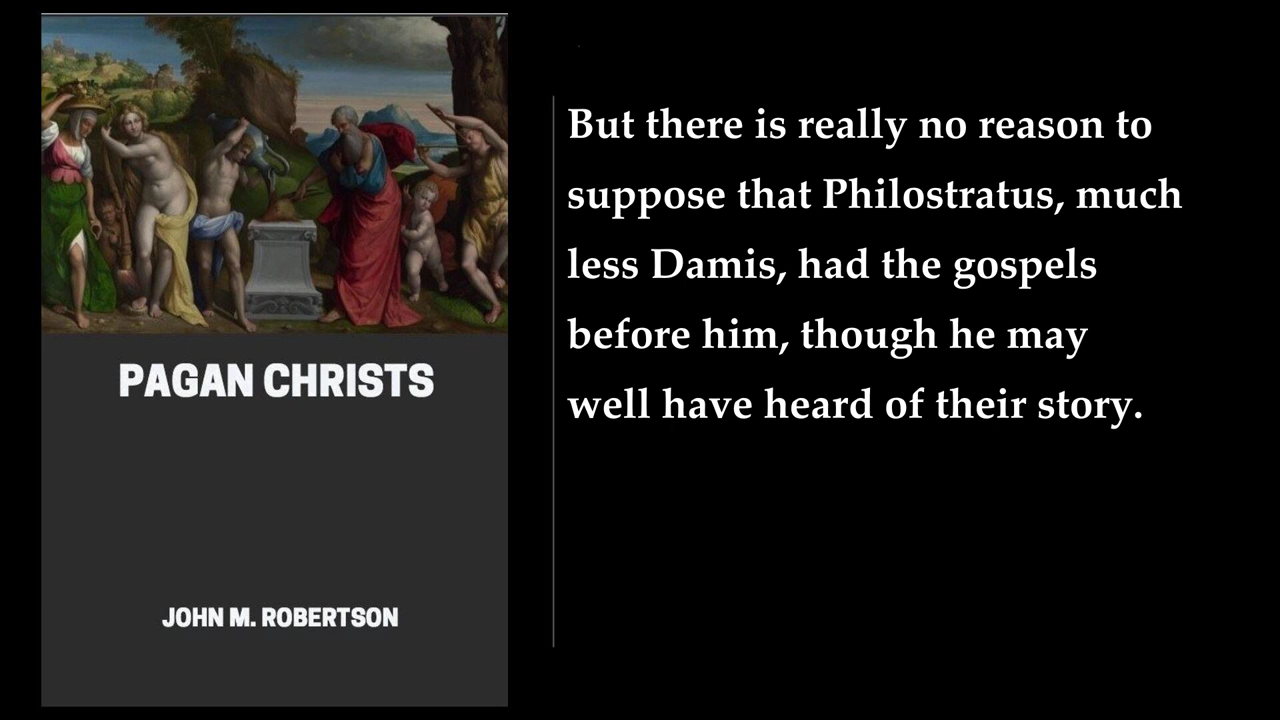 PAGAN CHRISTS
JOHN M. ROBERTSON
But there is really no reason to
suppose that Philostratus, much
less Damis, had the gospels
before him, though he may
well have heard of their story.